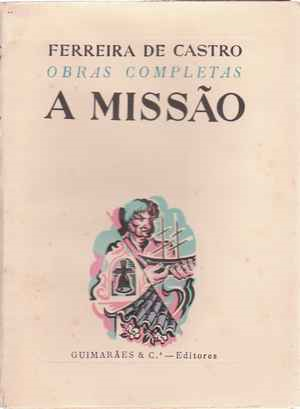 FERREIRA DE CASTRO
OBRAS COMPLETAS
A MISSÃO
GUIMARÃES & C.ª — Editores